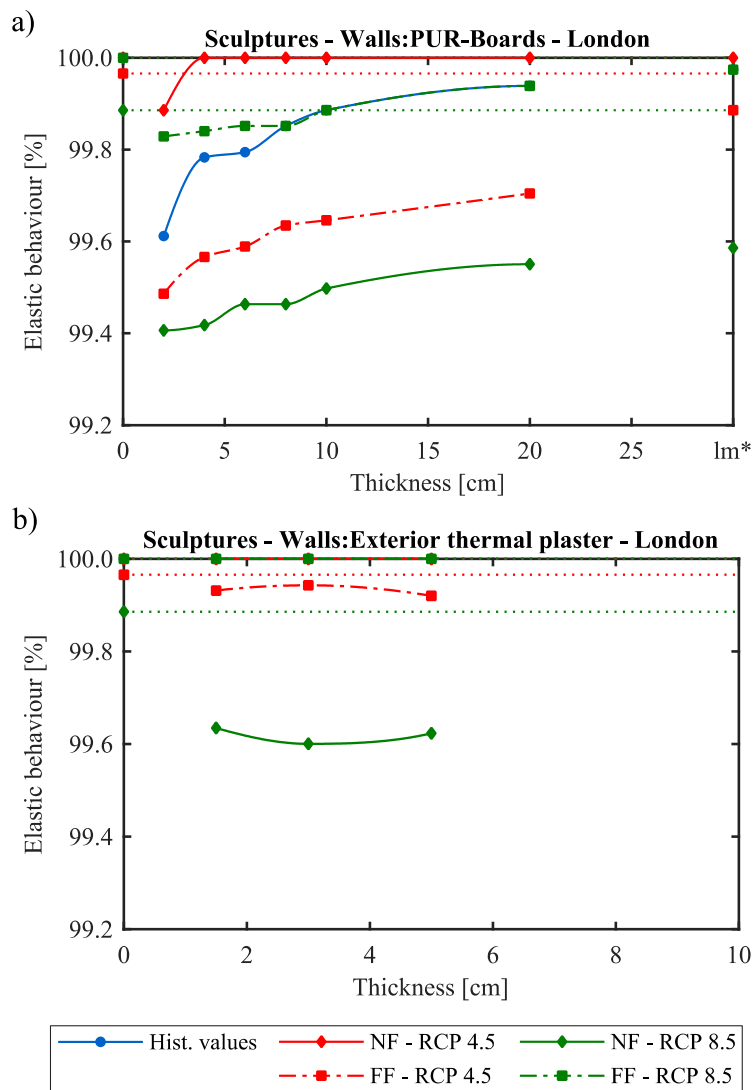 a)
Sculptures - Walls:PUR-Boards - London
100.0
99.8
99.6
99.4
99.2
Elastic behaviour [%]
0 5 10 15 20 25 lm*
Thickness [cm]
b)
Sculptures - Walls:Exterior thermal plaster - London
100.0
99.8
99.6
99.4
99.2
Elastic behaviour [%]
0 2 4 6 8 10
Thickness [cm]
Hist. values NF - RCP 4.5 NF - RCP 8.5
FF - RCP 4.5 FF - RCP 8.5